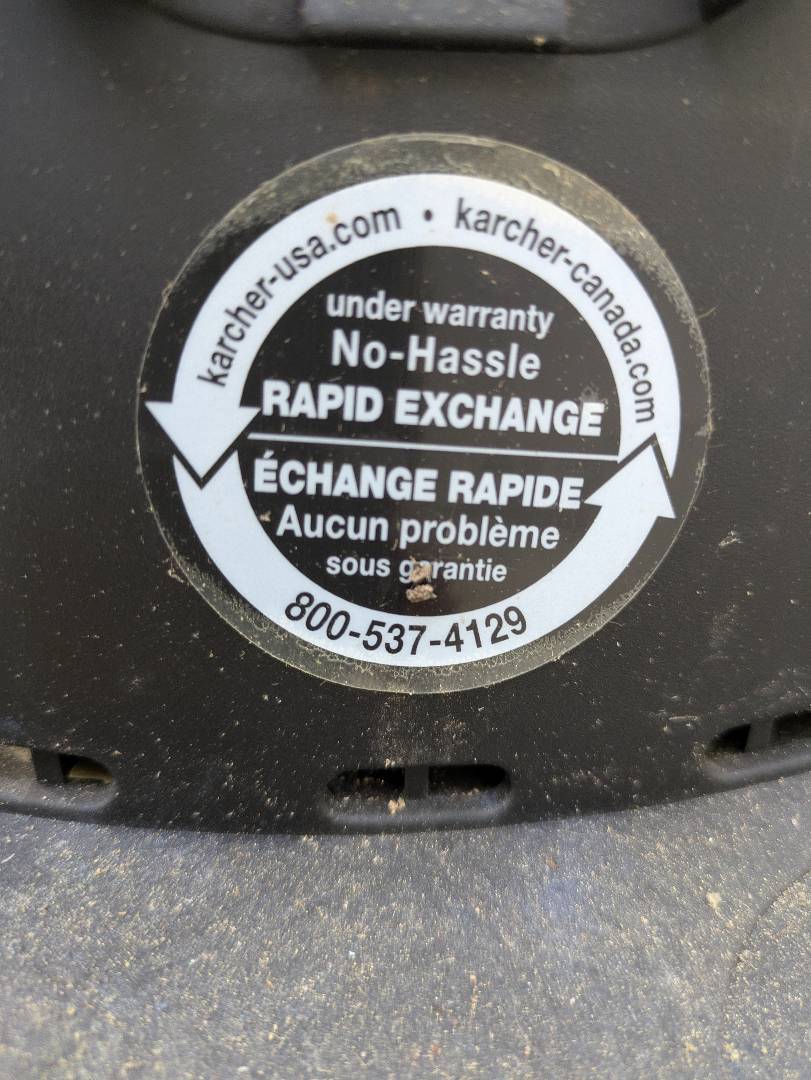 karcher-usa.com • karcher-canada.com
under warranty
No-Hassle
RAPID EXCHANGE
ÉCHANGE RAPIDE
Aucun problème
sous garantie
800-537-4129